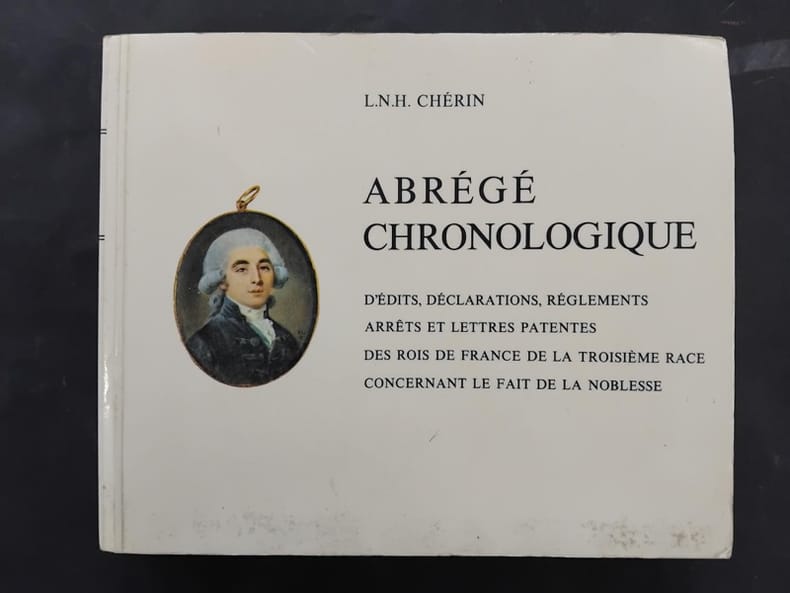 L.N.H. CHÉRIN
ABRÉGÉ
CHRONOLOGIQUE
D'ÉDITS, DÉCLARATIONS, RÉGLEMENTS
ARRÊTS ET LETTRES PATENTES
DES ROIS DE FRANCE DE LA TROISIÈME RACE
CONCERNANT LE FAIT DE LA NOBLESSE